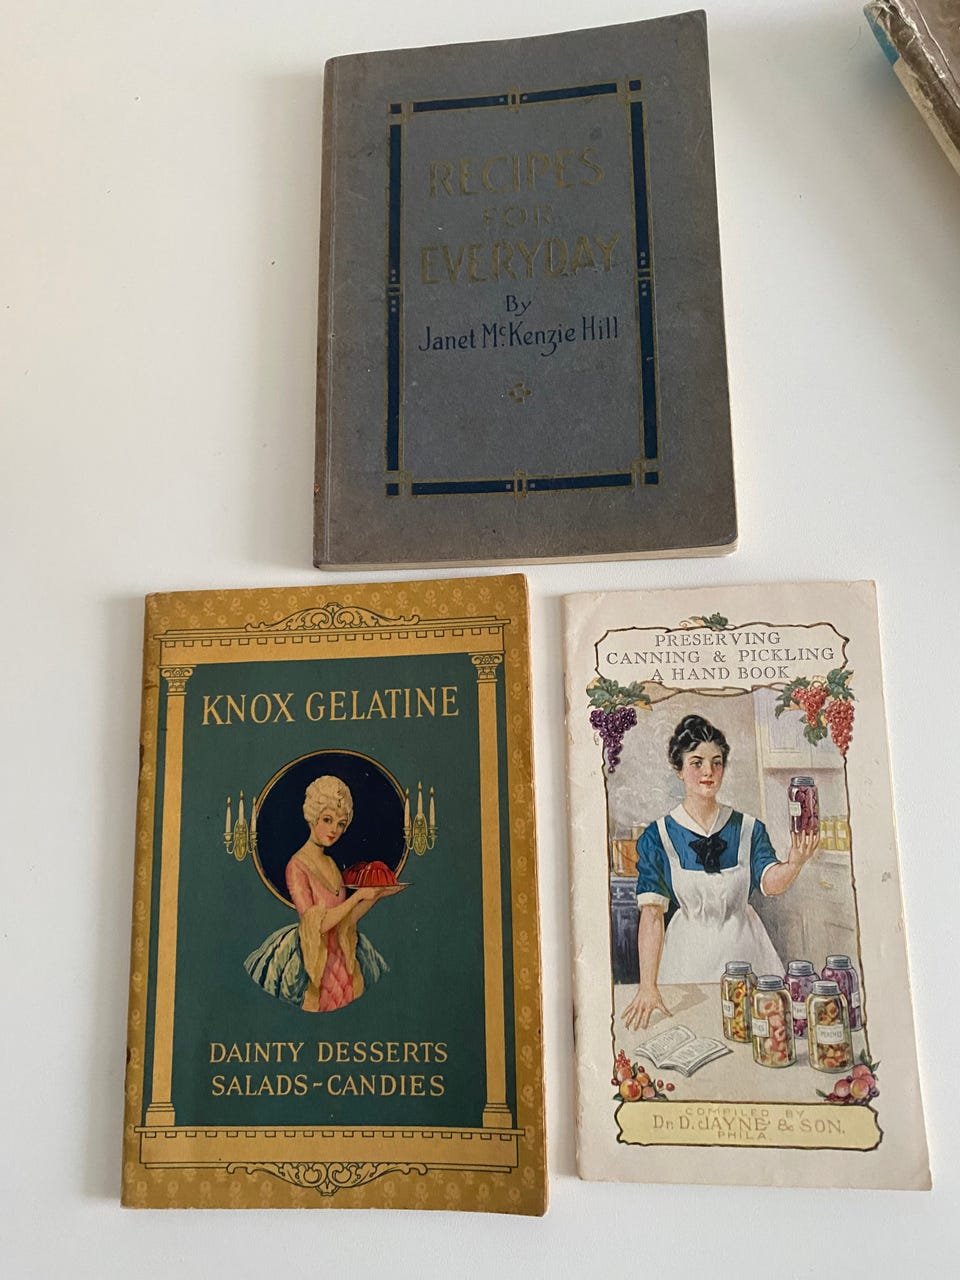 RECIPES
FOR
EVERYDAY
By
Janet McKenzie Hill
KNOX GELATINE
DAINTY DESSERTS
SALADS-CANDIES
PRESERVING
CANNING & PICKLING
A HAND BOOK
COMPILED BY
Dr. D. JAYNE & SON,
PHILA.